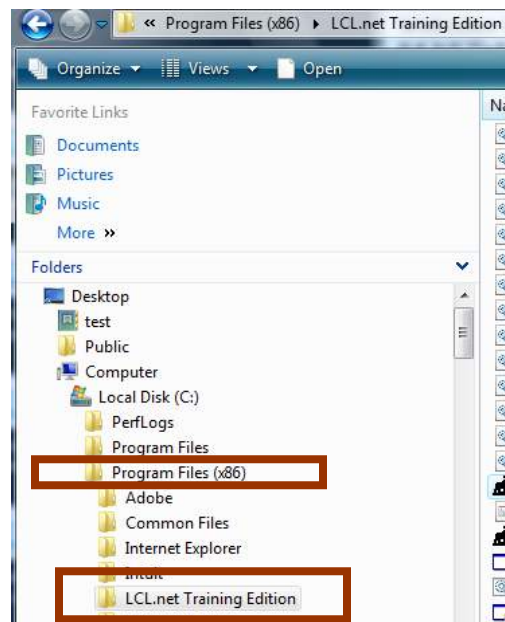 « Program Files (x86) ▸ LCL.net Training Edition
Organize Views Open
Favorite Links
Documents
Pictures
Music
More »
Folders
Desktop
test
Public
Computer
Local Disk (C:)
PerfLogs
Program Files
Program Files (x86)
Adobe
Common Files
Internet Explorer
Intuit
LCL.net Training Edition